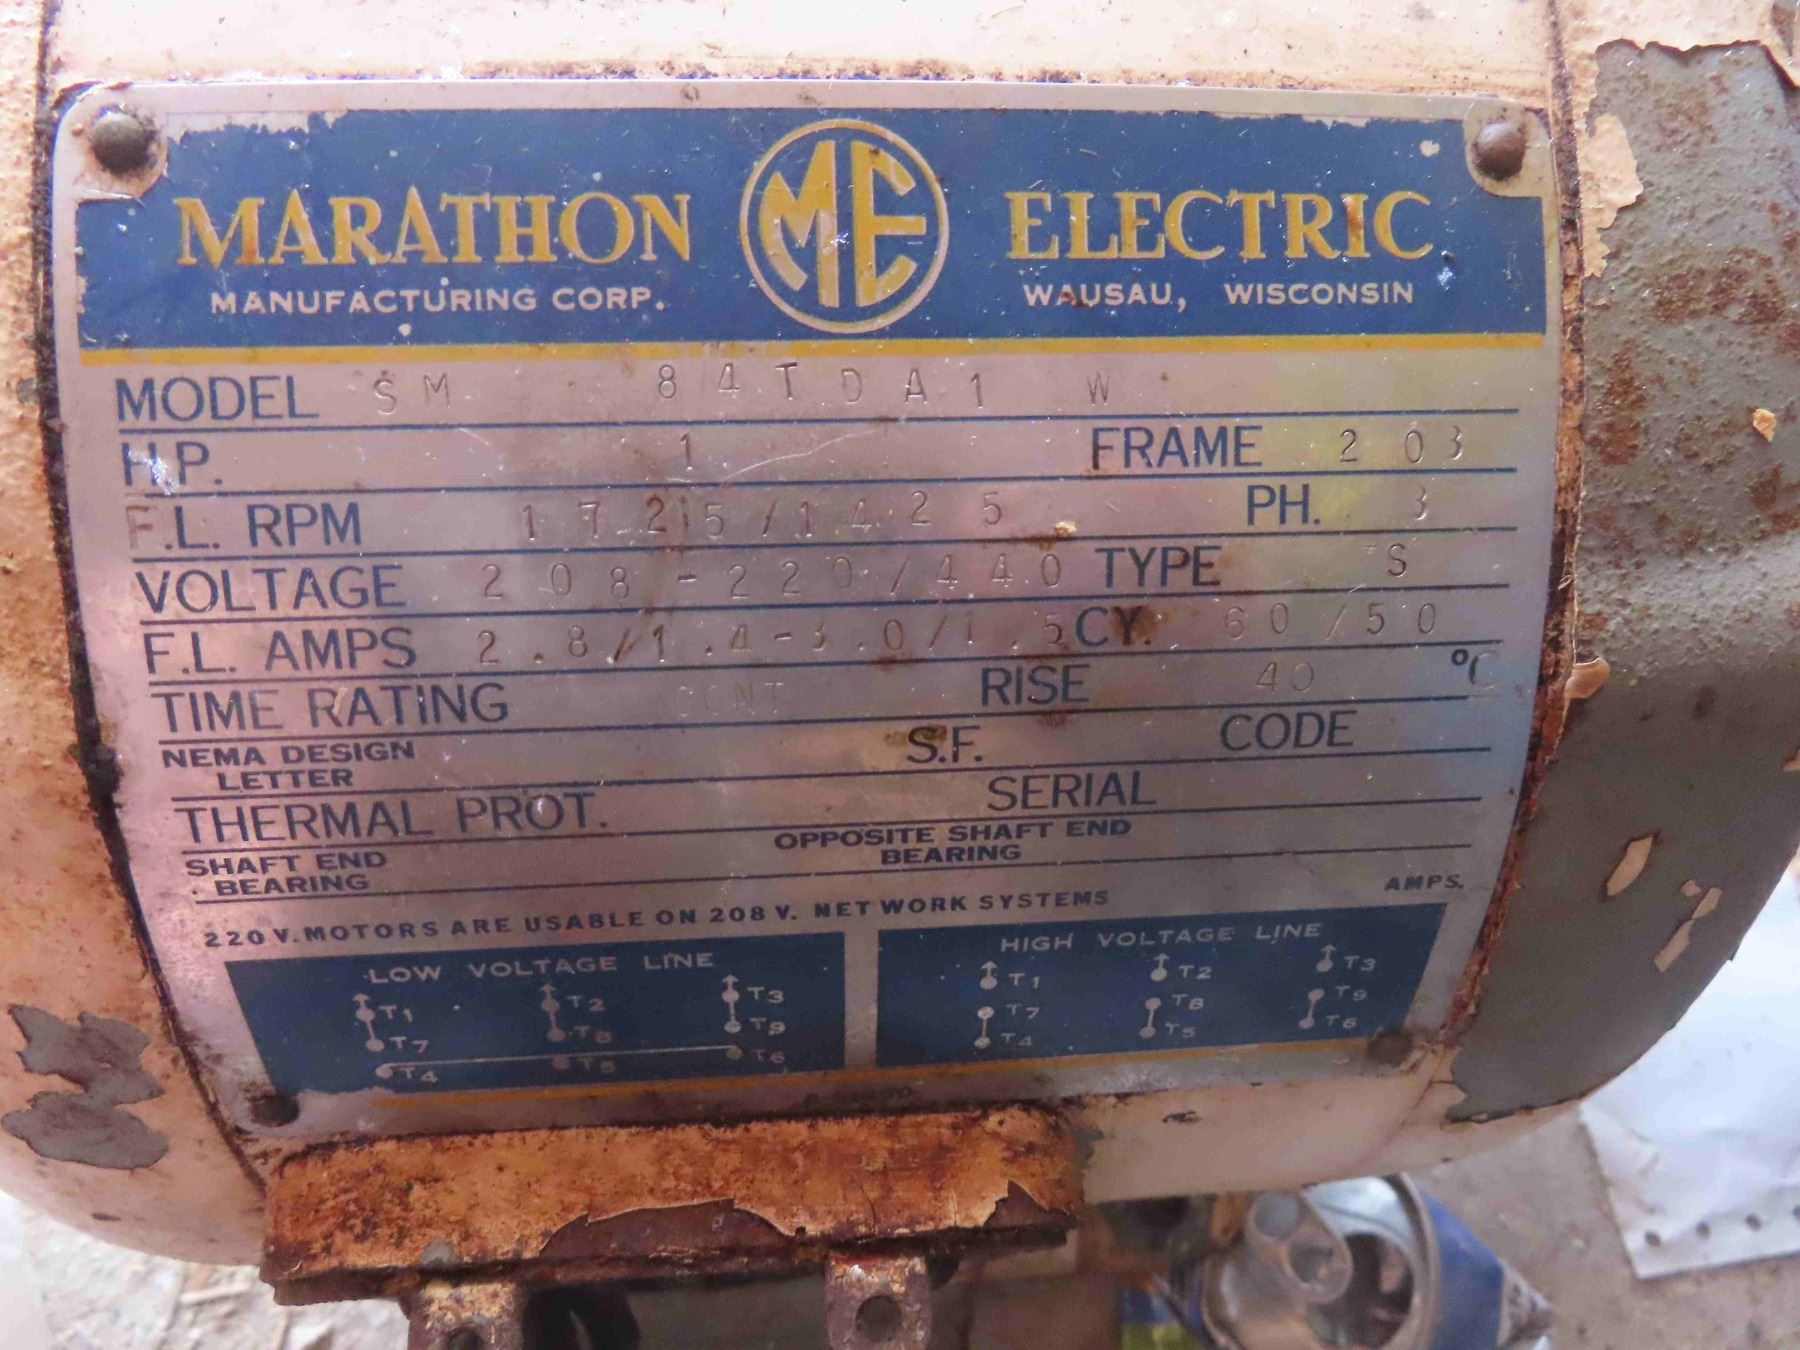 MARATHON ME ELECTRIC
MANUFACTURING CORP. WAUSAU, WISCONSIN
MODEL SM 84TDA1 W
H.P. 1 FRAME 203
F.L. RPM 1725/1425 PH. 3
VOLTAGE 208-220/440 TYPE TS
F.L. AMPS 2.8/1.4-3.0/1.5 CY. 60/50
TIME RATING CONT RISE 40 °C
NEMA DESIGN LETTER S.F. CODE
THERMAL PROT. SERIAL
SHAFT END BEARING OPPOSITE SHAFT END BEARING
AMPS.
220 V. MOTORS ARE USABLE ON 208 V. NETWORK SYSTEMS
LOW VOLTAGE LINE
T1 T2 T3
T7 T8 T9
T4 T5 T6
HIGH VOLTAGE LINE
T1 T2 T3
T7 T8 T9
T4 T5 T6